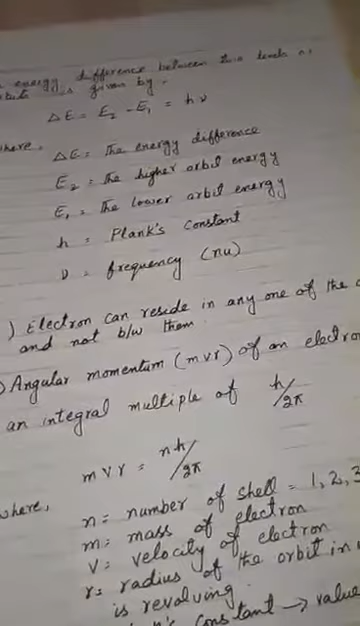 energy difference between two levels or
is given by.
ΔE = E₂ - E₁ = hν
where,
ΔE = The energy difference
E₂ = The higher orbit energy
E₁ = The lower orbit energy
h = Plank's Constant
ν = frequency (nu)
) Electron can reside in any one of the
and not b/w them.
) Angular momentum (mvr) of an electron
an integral multiple of h/2π
mvr = nh/2π
where,
n = number of shell = 1, 2, 3
m = mass of electron
V = velocity of electron
r = radius of the orbit in
is revolving.
constant → value